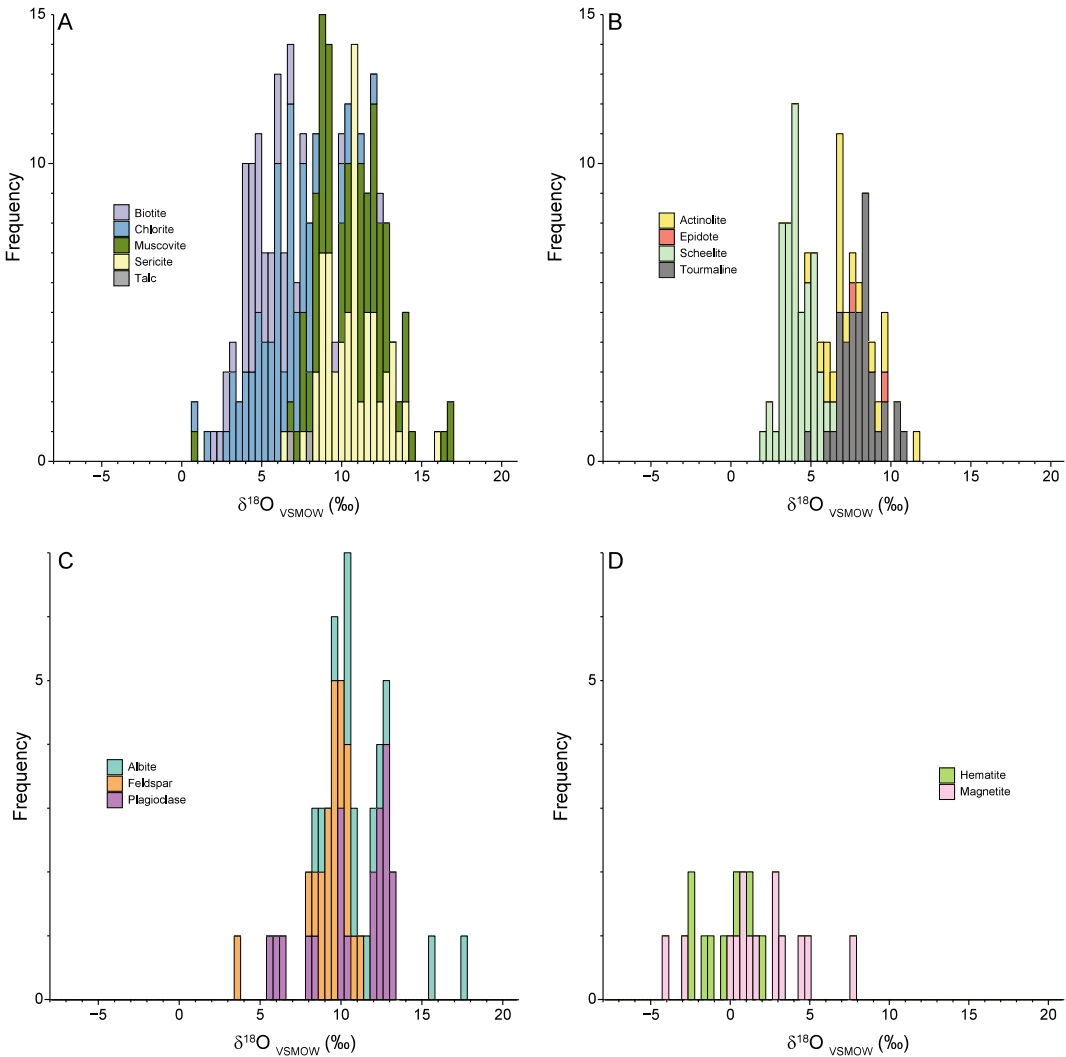 A
15
10
5
0
Frequency
Biotite
Chlorite
Muscovite
Sericite
Talc
−5 0 5 10 15 20
δ18O VSMOW (‰)
B
15
10
5
0
Frequency
Actinolite
Epidote
Scheelite
Tourmaline
−5 0 5 10 15 20
δ18O VSMOW (‰)
C
5
0
Frequency
Albite
Feldspar
Plagioclase
−5 0 5 10 15 20
δ18O VSMOW (‰)
D
5
0
Frequency
Hematite
Magnetite
−5 0 5 10 15 20
δ18O VSMOW (‰)